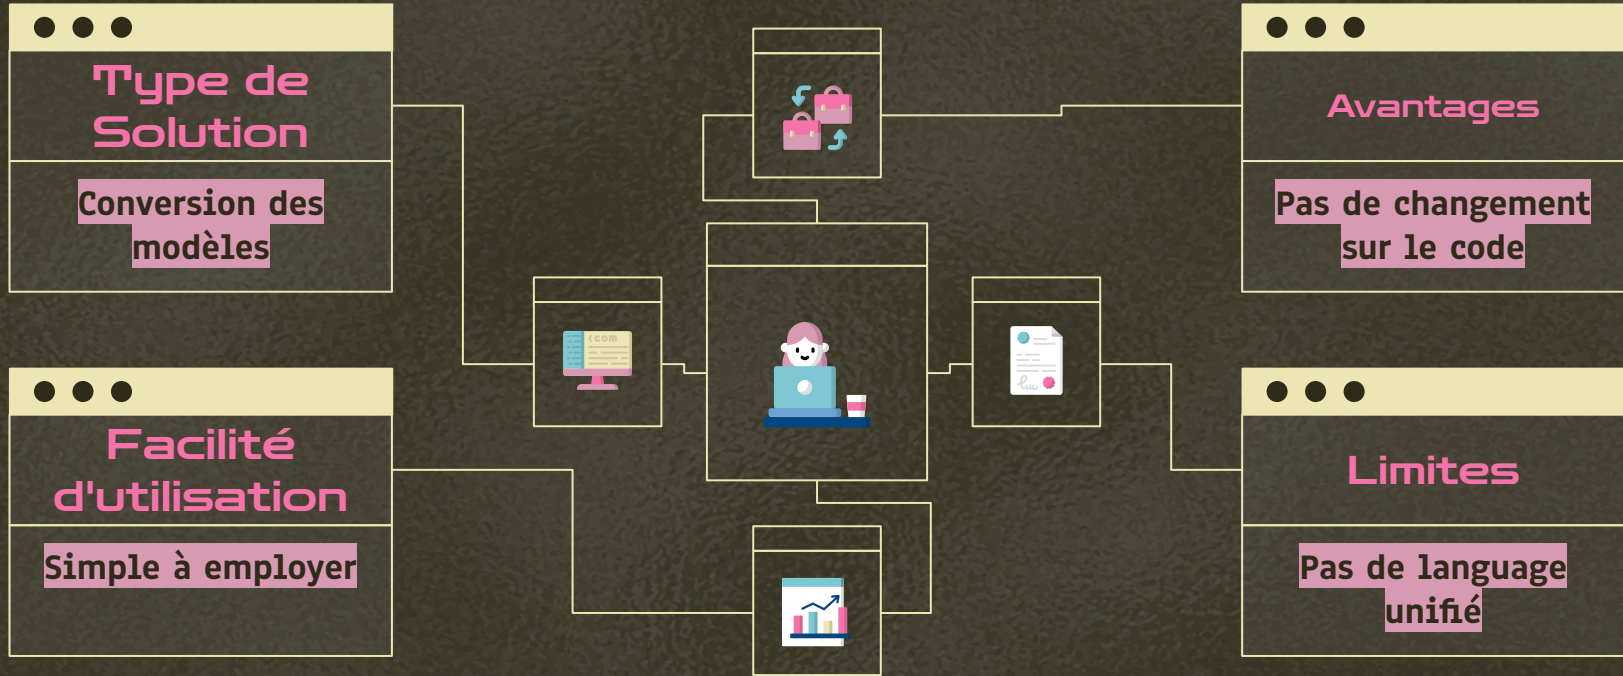 Type de
Solution
Conversion des
modèles
Avantages
Pas de changement
sur le code
<com
Facilité
d'utilisation
Simple à employer
Limites
Pas de language
unifié